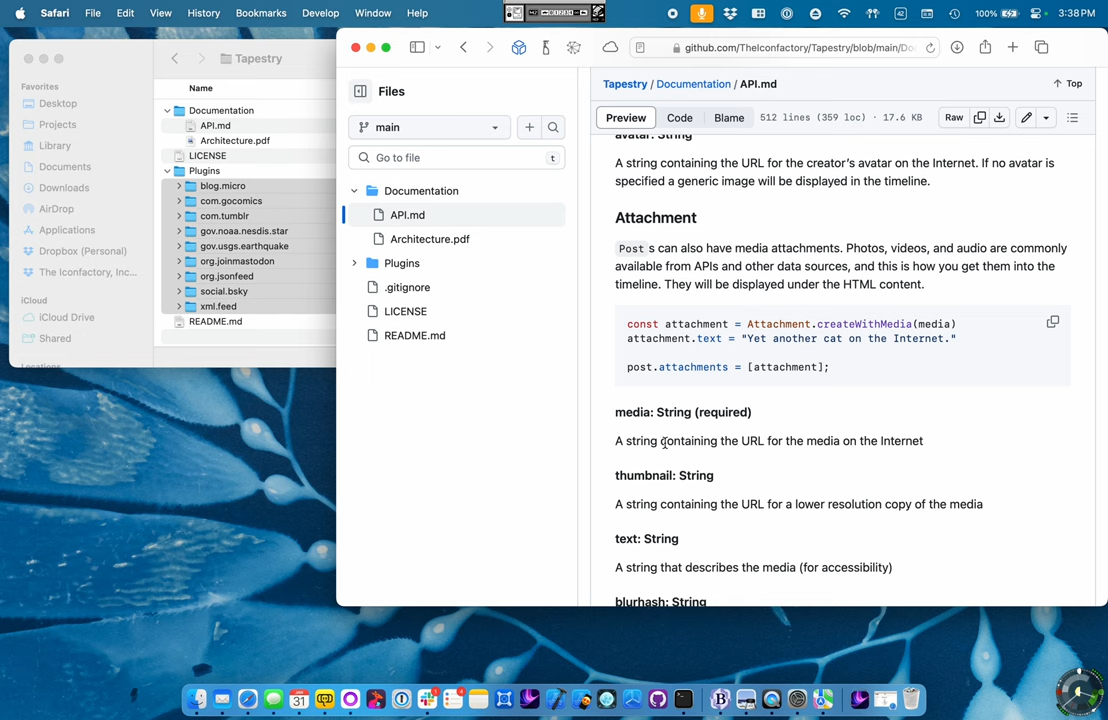 Safari File Edit View History Bookmarks Develop Window Help
42
100%
3:38 PM
Favorites
Desktop
Projects
Library
Documents
Downloads
AirDrop
Applications
Dropbox (Personal)
The Iconfactory, Inc...
iCloud
iCloud Drive
Shared
Tapestry
Name
Documentation
API.md
Architecture.pdf
LICENSE
Plugins
blog.micro
com.gocomics
com.tumblr
gov.noaa.nesdis.star
gov.usgs.earthquake
org.joinmastodon
org.jsonfeed
social.bsky
xml.feed
README.md
github.com/TheIconfactory/Tapestry/blob/main/Do
Files
main
Go to file
t
Documentation
API.md
Architecture.pdf
Plugins
.gitignore
LICENSE
README.md
Tapestry / Documentation / API.md
Top
Preview Code Blame 512 lines (359 loc) · 17.6 KB
Raw
avatar: String
A string containing the URL for the creator’s avatar on the Internet. If no avatar is
specified a generic image will be displayed in the timeline.
Attachment
Post s can also have media attachments. Photos, videos, and audio are commonly
available from APIs and other data sources, and this is how you get them into the
timeline. They will be displayed under the HTML content.
const attachment = Attachment.createWithMedia(media)
attachment.text = "Yet another cat on the Internet."
post.attachments = [attachment];
media: String (required)
A string containing the URL for the media on the Internet
thumbnail: String
A string containing the URL for a lower resolution copy of the media
text: String
A string that describes the media (for accessibility)
blurhash: String